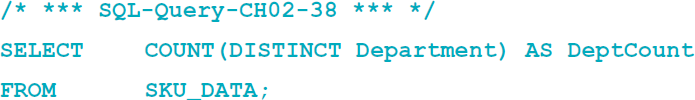 /* *** SQL-Query-CH02-38 *** */
SELECT COUNT(DISTINCT Department) AS DeptCount
FROM SKU_DATA;